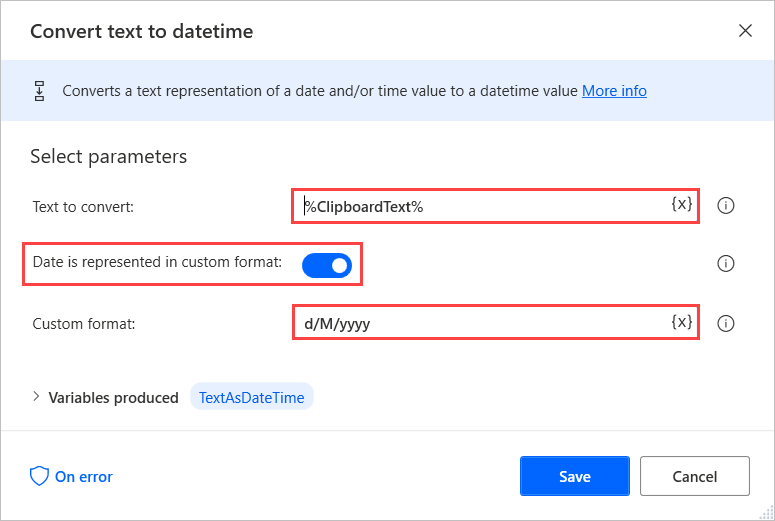 Convert text to datetime
Converts a text representation of a date and/or time value to a datetime value More info
Select parameters
Text to convert: %ClipboardText% {x}
Date is represented in custom format:
Custom format: d/M/yyyy {x}
Variables produced TextAsDateTime
On error Save Cancel